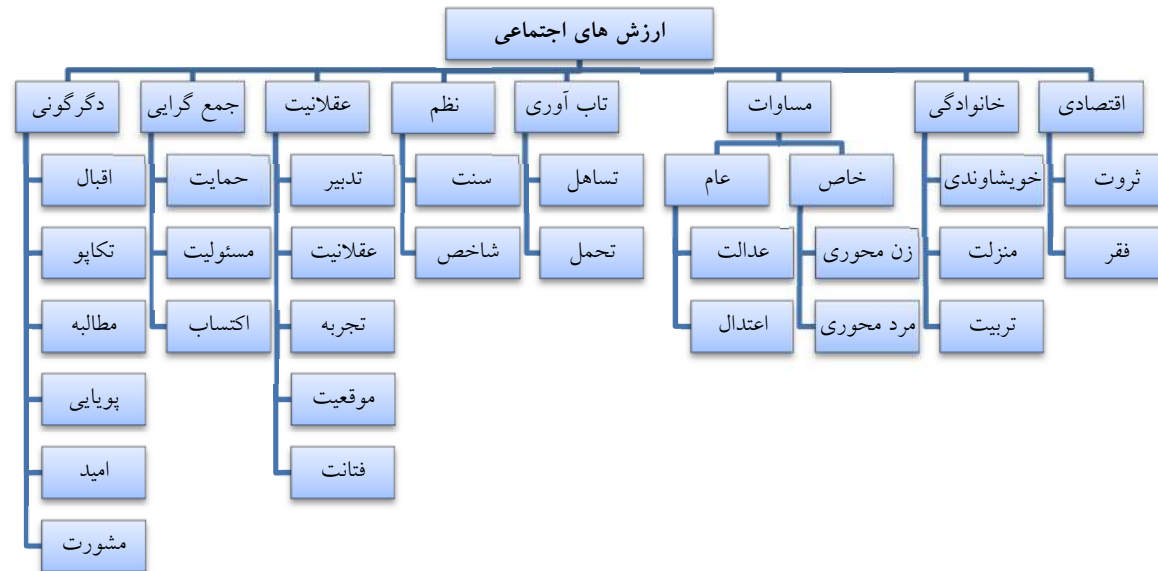 ارزش های اجتماعی
اقتصادی
خانوادگی
مساوات
تاب آوری
نظم
عقلانیت
جمع گرایی
دگرگونی
ثروت
خویشاوندی
خاص
عام
تساهل
سنت
تدبیر
حمایت
اقبال
فقر
منزلت
زن محوری
عدالت
تحمل
شاخص
عقلانیت
مسئولیت
تکاپو
تربیت
مرد محوری
اعتدال
تجربه
اکتساب
مطالبه
موقعیت
پویایی
فتانت
امید
مشورت